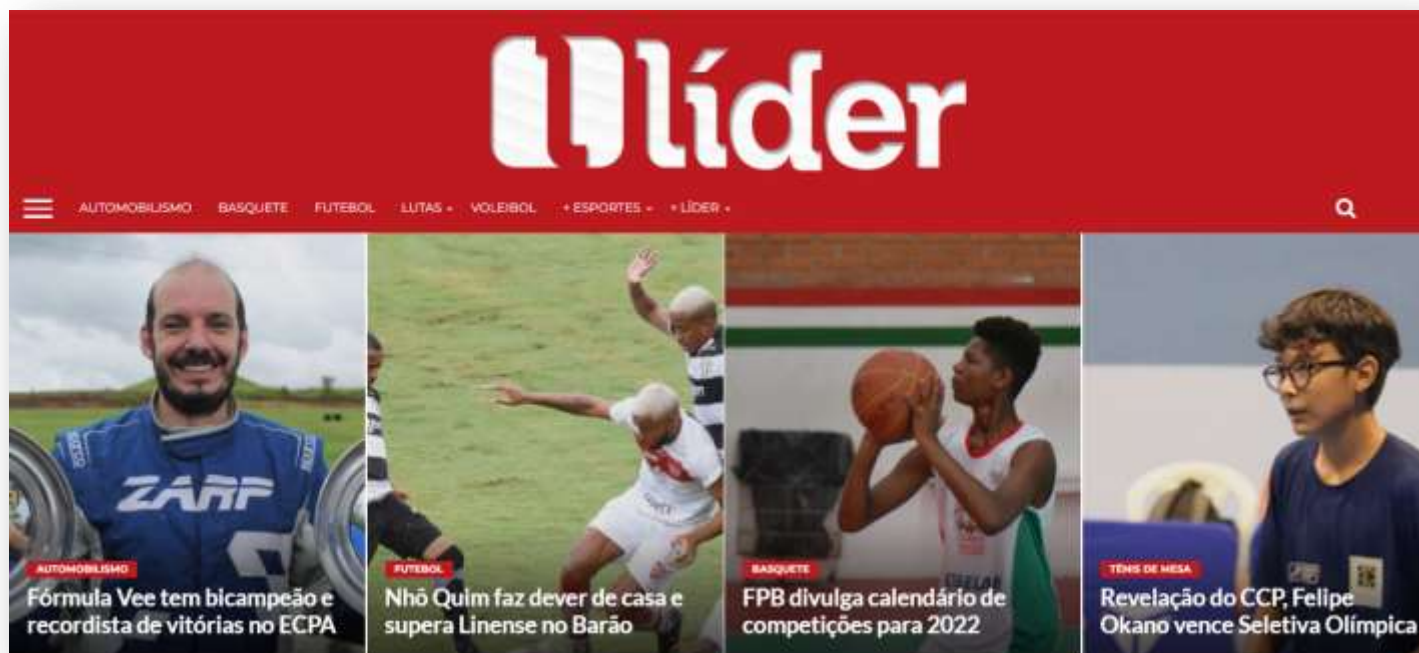 líder
AUTOMOBILISMO BASQUETE FUTEBOL LUTAS VOLEIBOL + ESPORTES + LÍDER
ZARF
AUTOMOBILISMO
Fórmula Vee tem bicampeão e
recordista de vitórias no ECPA
FUTEBOL
Nhô Quim faz dever de casa e
supera Linense no Barão
BASQUETE
FPB divulga calendário de
competições para 2022
TÊNIS DE MESA
Revelação do CCP, Felipe
Okano vence Seletiva Olímpica